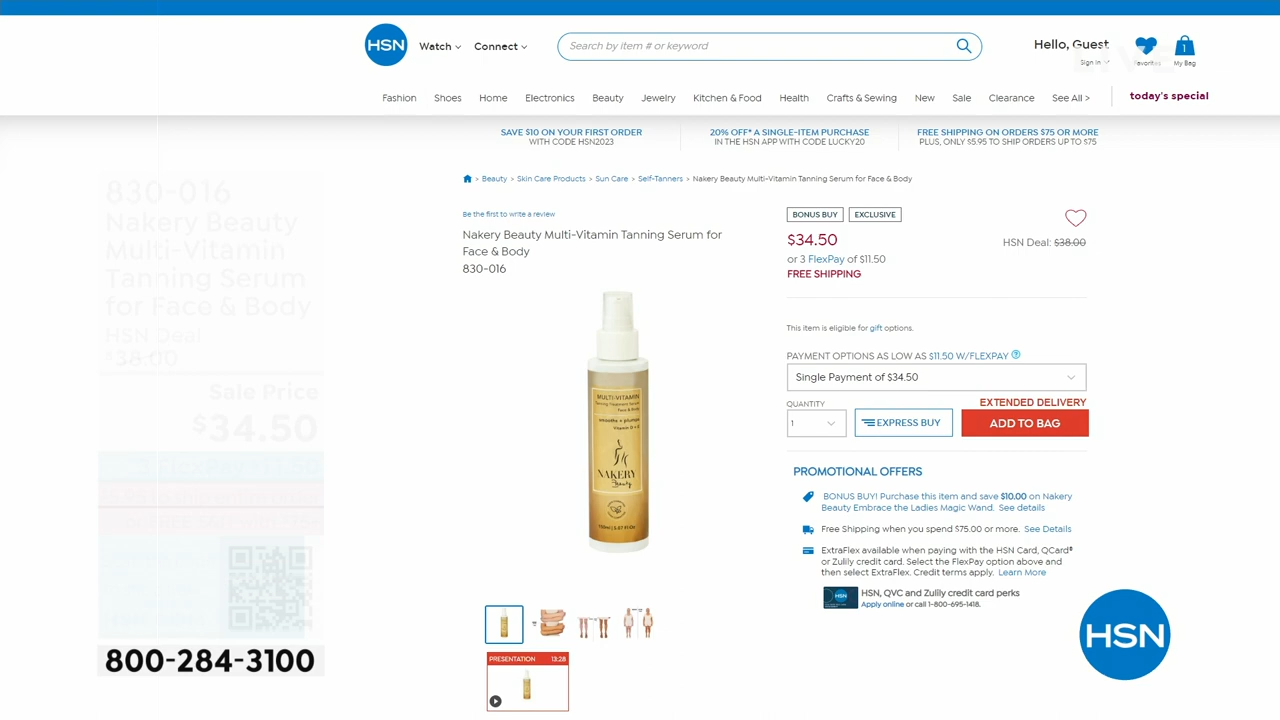 HSN
Watch
Connect
Search by item # or keyword
Hello, Guest
Sign In
Favorites
1
My Bag
Fashion
Shoes
Home
Electronics
Beauty
Jewelry
Kitchen & Food
Health
Crafts & Sewing
New
Sale
Clearance
See All >
today's special
SAVE $10 ON YOUR FIRST ORDER
WITH CODE HSN2023
20% OFF* A SINGLE-ITEM PURCHASE
IN THE HSN APP WITH CODE LUCKY20
FREE SHIPPING ON ORDERS $75 OR MORE
PLUS, ONLY $5.95 TO SHIP ORDERS UP TO $75
> Beauty > Skin Care Products > Sun Care > Self-Tanners > Nakery Beauty Multi-Vitamin Tanning Serum for Face & Body
830-016
Nakery Beauty
Multi-Vitamin
Tanning Serum
for Face & Body
HSN Deal
$38.00
Sale Price
$34.50
800-284-3100
Be the first to write a review
Nakery Beauty Multi-Vitamin Tanning Serum for
Face & Body
830-016
MULTI-VITAMIN
Tanning Treatment Serum
Face & Body
smooths + plumps
NAKERY
Beauty
PRESENTATION 13:28
BONUS BUY
EXCLUSIVE
$34.50
HSN Deal: $38.00
or 3 FlexPay of $11.50
FREE SHIPPING
This item is eligible for gift options.
PAYMENT OPTIONS AS LOW AS $11.50 W/FLEXPAY
Single Payment of $34.50
QUANTITY
EXTENDED DELIVERY
1
EXPRESS BUY
ADD TO BAG
PROMOTIONAL OFFERS
BONUS BUY! Purchase this item and save $10.00 on Nakery
Beauty Embrace the Ladies Magic Wand. See details
Free Shipping when you spend $75.00 or more. See Details
ExtraFlex available when paying with the HSN Card, QCard®
or Zulily credit card. Select the FlexPay option above and
then select ExtraFlex. Credit terms apply. Learn More
HSN
HSN, QVC and Zulily credit card perks
Apply online or call 1-800-695-1418.
HSN